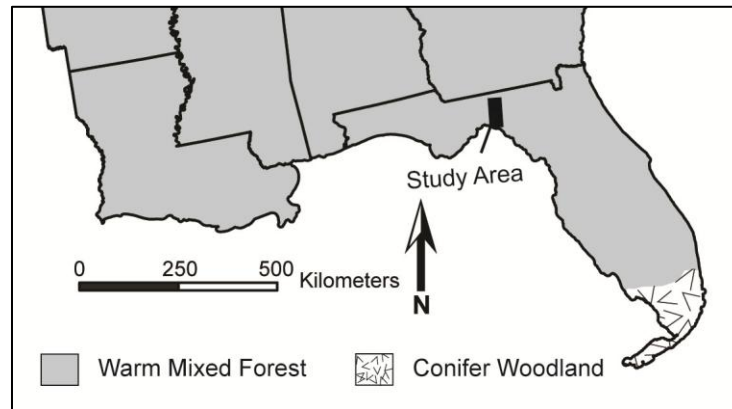 Study Area
0 250 500
Kilometers
N
Warm Mixed Forest Conifer Woodland